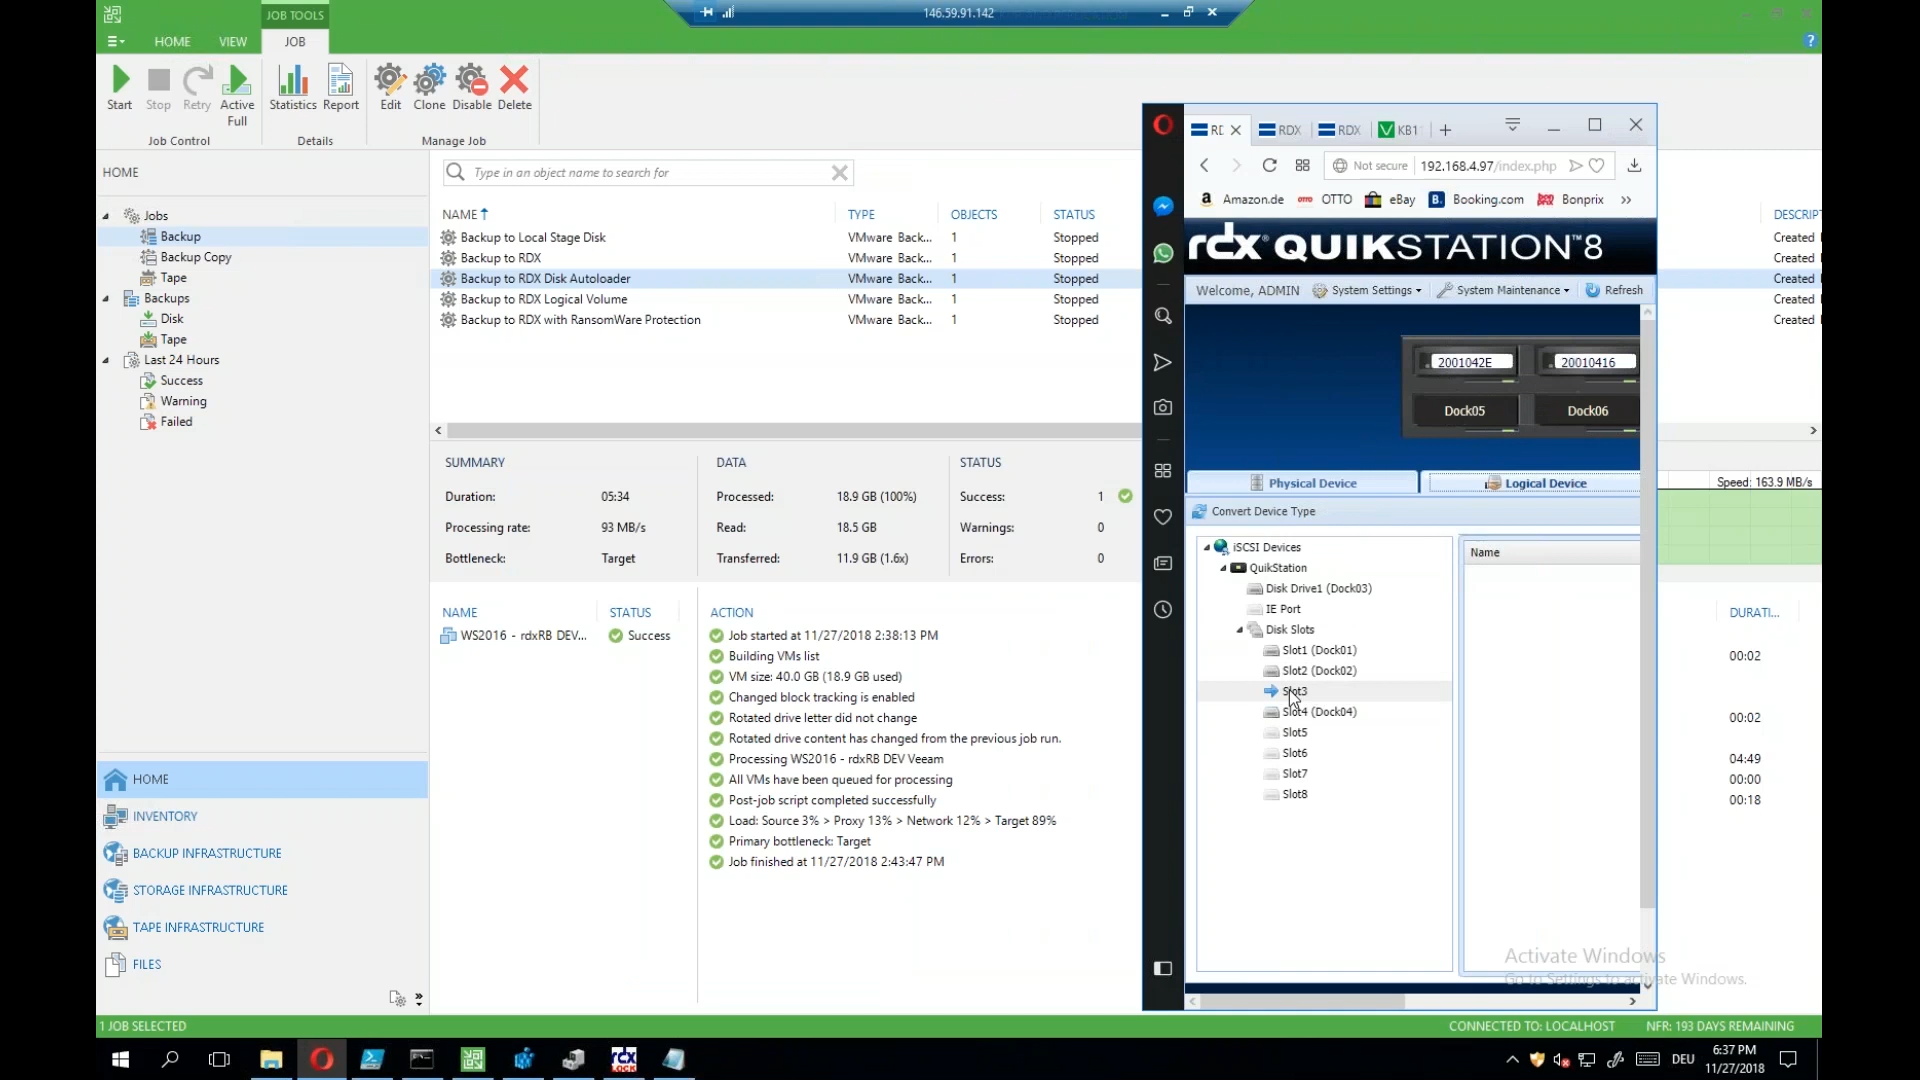 146.59.91.142
JOB TOOLS
HOME
VIEW
JOB
Start
Stop
Retry
Active Full
Statistics
Report
Edit
Clone
Disable
Delete
Job Control
Details
Manage Job
HOME
Jobs
Backup
Backup Copy
Tape
Backups
Disk
Tape
Last 24 Hours
Success
Warning
Failed
HOME
INVENTORY
BACKUP INFRASTRUCTURE
STORAGE INFRASTRUCTURE
TAPE INFRASTRUCTURE
FILES
Type in an object name to search for
NAME TYPE OBJECTS STATUS DESCRIPT
Backup to Local Stage Disk VMware Back... 1 Stopped Created
Backup to RDX VMware Back... 1 Stopped Created
Backup to RDX Disk Autoloader VMware Back... 1 Stopped Created
Backup to RDX Logical Volume VMware Back... 1 Stopped Created
Backup to RDX with RansomWare Protection VMware Back... 1 Stopped Created
SUMMARY
Duration: 05:34
Processing rate: 93 MB/s
Bottleneck: Target
DATA
Processed: 18.9 GB (100%)
Read: 18.5 GB
Transferred: 11.9 GB (1.6x)
STATUS
Success: 1
Warnings: 0
Errors: 0
Speed: 163.9 MB/s
NAME STATUS
WS2016 - rdxRB DEV... Success
ACTION DURATI...
Job started at 11/27/2018 2:38:13 PM
Building VMs list 00:02
VM size: 40.0 GB (18.9 GB used)
Changed block tracking is enabled
Rotated drive letter did not change 00:02
Rotated drive content has changed from the previous job run.
Processing WS2016 - rdxRB DEV Veeam 04:49
All VMs have been queued for processing 00:00
Post-job script completed successfully 00:18
Load: Source 3% > Proxy 13% > Network 12% > Target 89%
Primary bottleneck: Target
Job finished at 11/27/2018 2:43:47 PM
RD
RDX
RDX
KB1
Not secure 192.168.4.97/index.php
Amazon.de
OTTO
eBay
Booking.com
Bonprix
rdx® QUIKSTATION™8
Welcome, ADMIN
System Settings
System Maintenance
Refresh
2001042E
20010416
Dock05
Dock06
Physical Device
Logical Device
Convert Device Type
iSCSI Devices
QuikStation
Disk Drive1 (Dock03)
IE Port
Disk Slots
Slot1 (Dock01)
Slot2 (Dock02)
Slot3
Slot4 (Dock04)
Slot5
Slot6
Slot7
Slot8
Name
Activate Windows
Go to Settings to activate Windows.
1 JOB SELECTED
CONNECTED TO: LOCALHOST
NFR: 193 DAYS REMAINING
RDX LOCK
DEU
6:37 PM
11/27/2018